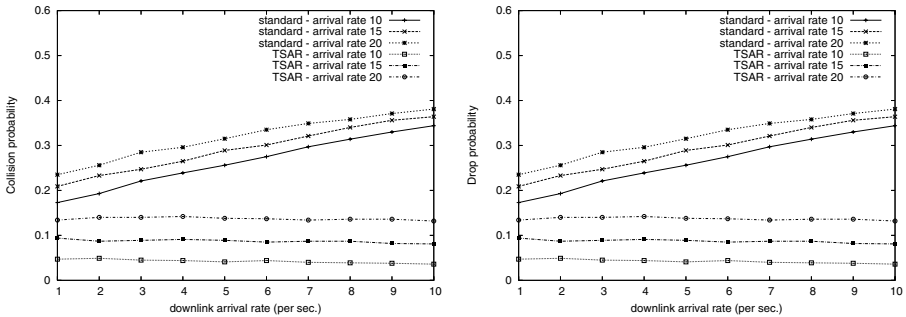 0.6
0.5
0.4
0.3
0.2
0.1
0
Collision probability
standard - arrival rate 10
standard - arrival rate 15
standard - arrival rate 20
TSAR - arrival rate 10
TSAR - arrival rate 15
TSAR - arrival rate 20
1 2 3 4 5 6 7 8 9 10
downlink arrival rate (per sec.)
0.6
0.5
0.4
0.3
0.2
0.1
0
Drop probability
standard - arrival rate 10
standard - arrival rate 15
standard - arrival rate 20
TSAR - arrival rate 10
TSAR - arrival rate 15
TSAR - arrival rate 20
1 2 3 4 5 6 7 8 9 10
downlink arrival rate (per sec.)